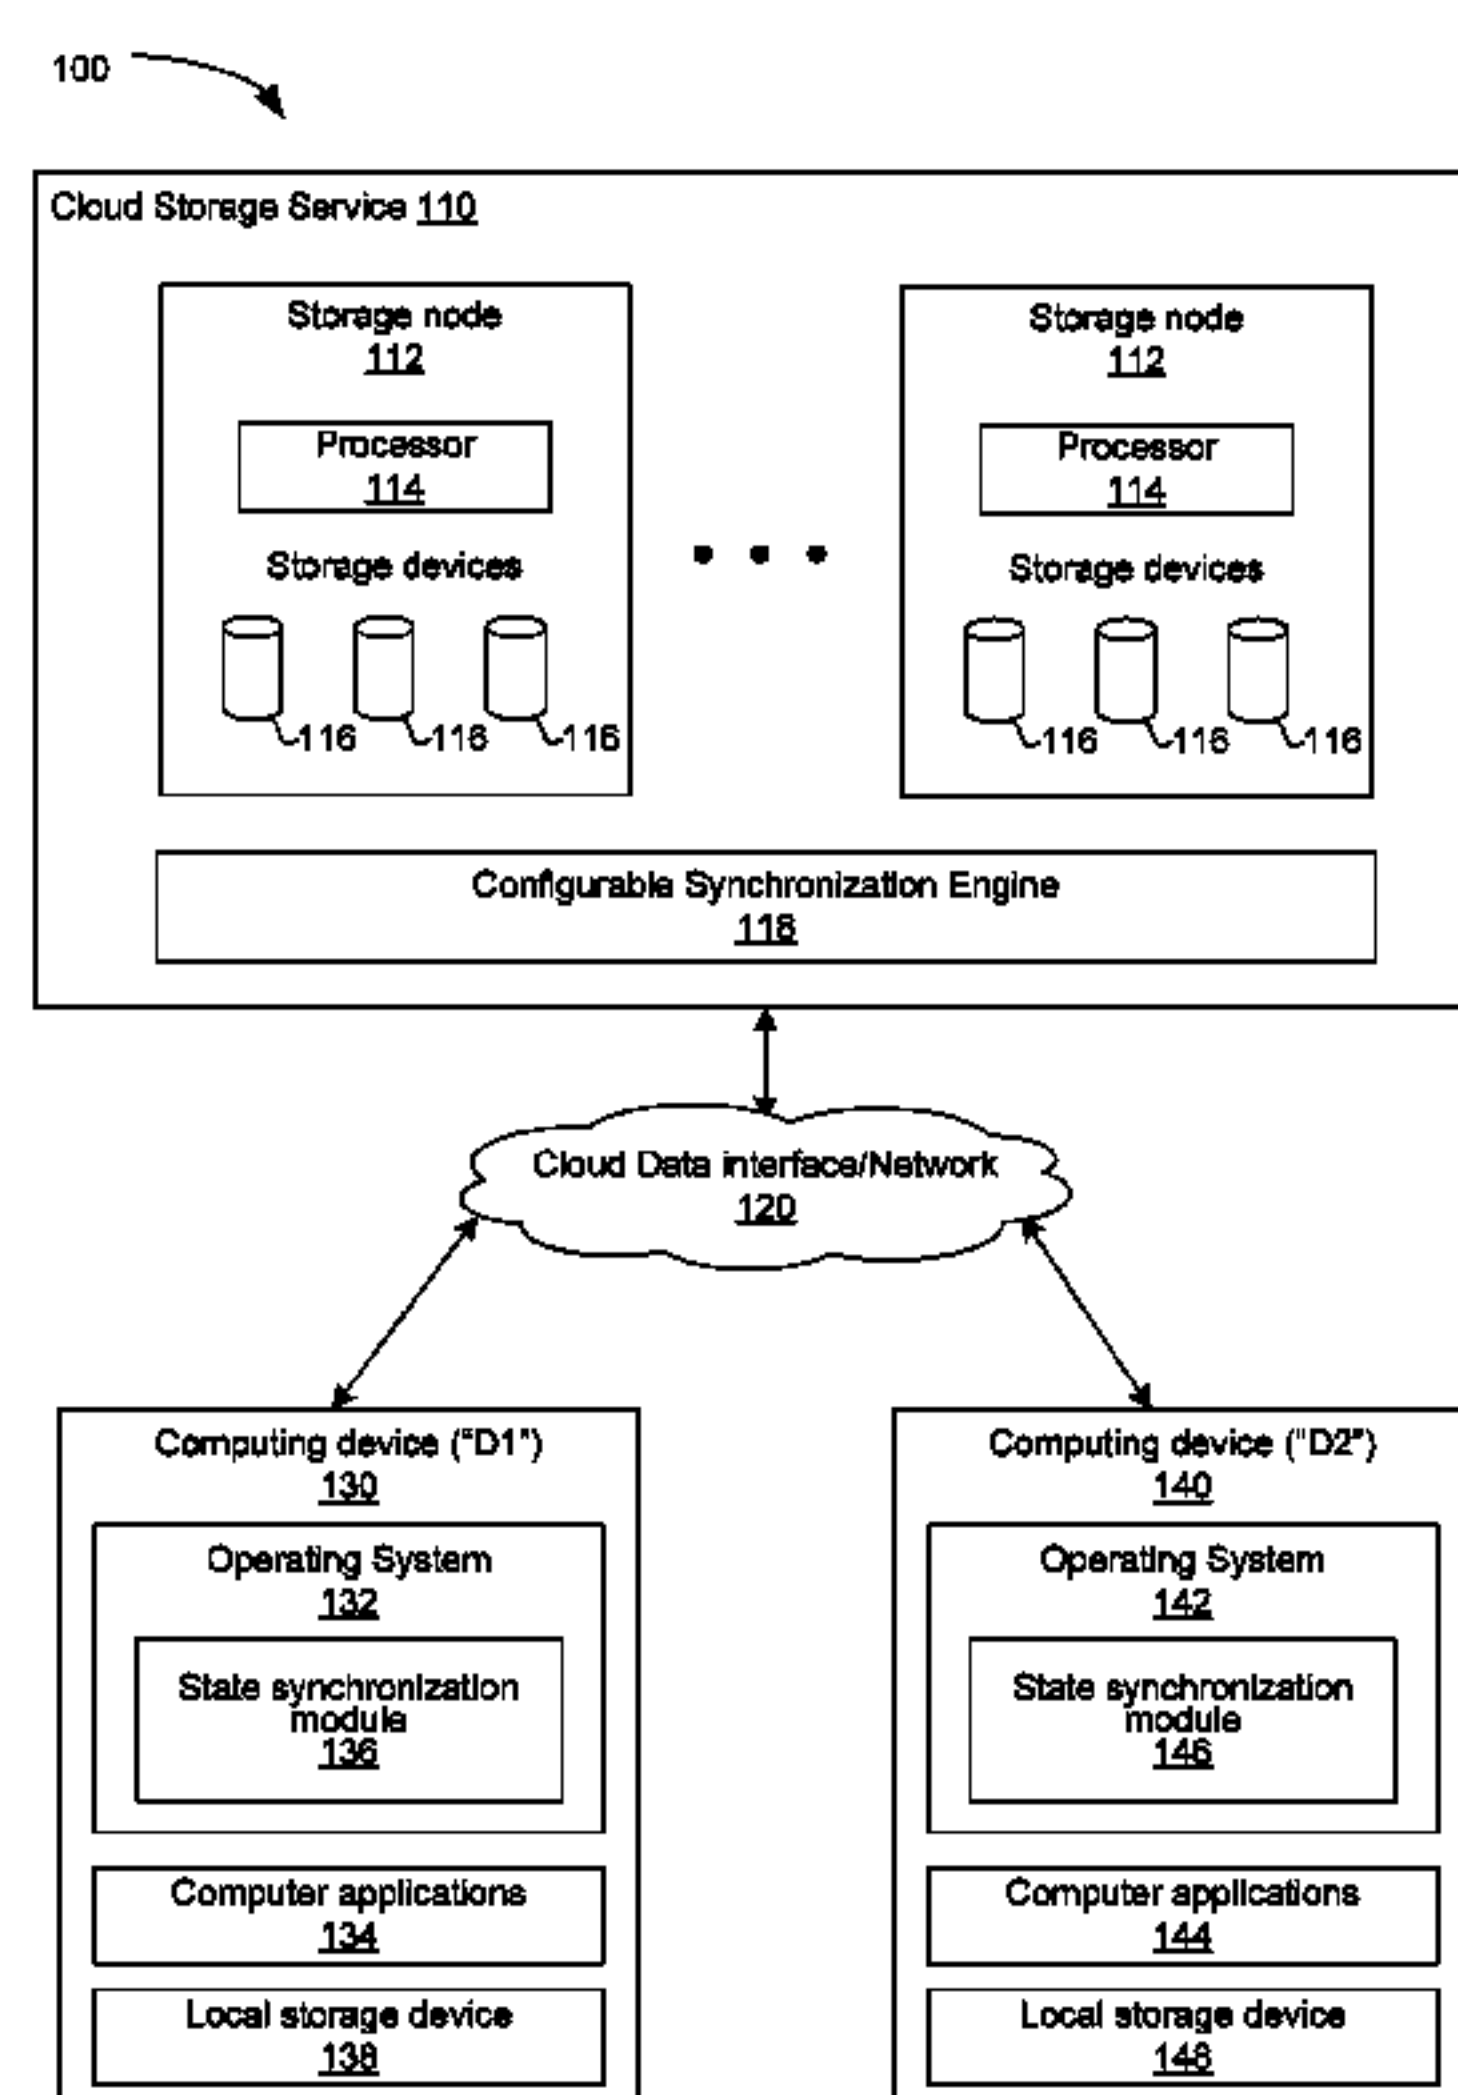 100
Cloud Storage Service 110
Storage node
112
Processor
114
Storage devices
116 116 116
Storage node
112
Processor
114
Storage devices
116 116 116
Configurable Synchronization Engine
118
Cloud Data interface/Network
120
Computing device ("D1")
130
Operating System
132
State synchronization
module
136
Computer applications
134
Local storage device
138
Computing device ("D2")
140
Operating System
142
State synchronization
module
146
Computer applications
144
Local storage device
148